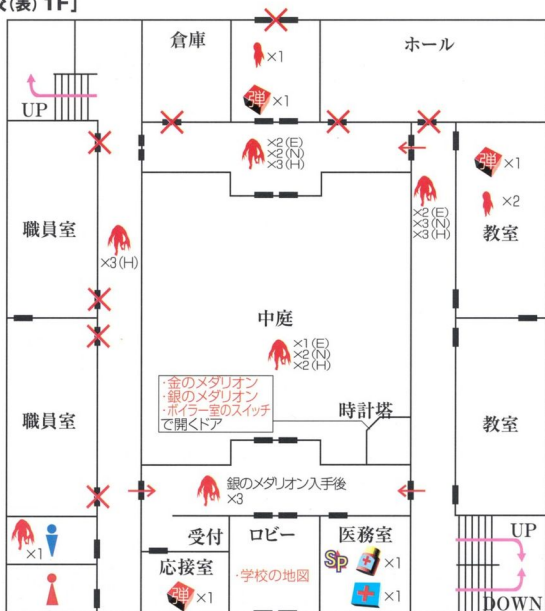 (表) 1F]
倉庫
ホール
×1
弾 ×1
UP
×2(E)
×2(N)
×3(H)
弾 ×1
×2
教室
×2(E)
×3(N)
×3(H)
職員室
×3(H)
中庭
×1(E)
×2(N)
×2(H)
・金のメダリオン
・銀のメダリオン
・ボイラー室のスイッチ
で開くドア
時計塔
職員室
教室
銀のメダリオン入手後
×3
受付
ロビー
医務室
UP
×1
SP ×1
応接室
・学校の地図
弾 ×1
×1
DOWN